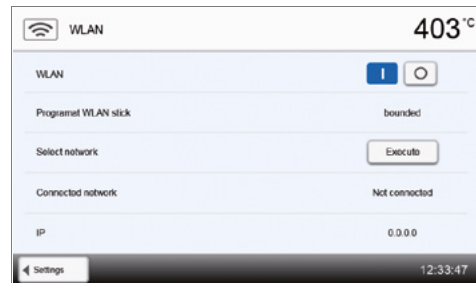 WLAN 403 °C
WLAN I O
Programat WLAN stick bounded
Select network Execute
Connected network Not connected
IP 0.0.0.0
Settings 12:33:47